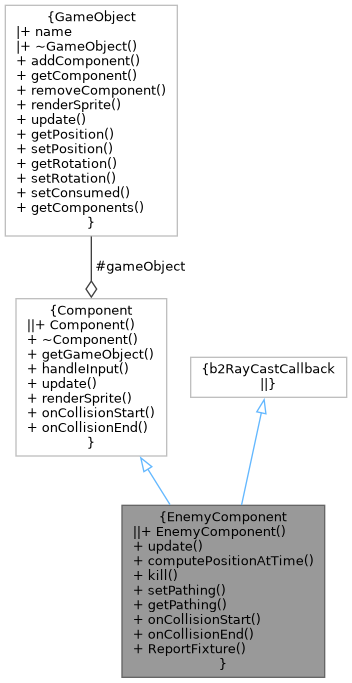 {GameObject
|+ name
|+ ~GameObject()
+ addComponent()
+ getComponent()
+ removeComponent()
+ renderSprite()
+ update()
+ getPosition()
+ setPosition()
+ getRotation()
+ setRotation()
+ setConsumed()
+ getComponents()
}
#gameObject
{Component
||+ Component()
+ ~Component()
+ getGameObject()
+ handleInput()
+ update()
+ renderSprite()
+ onCollisionStart()
+ onCollisionEnd()
}
{b2RayCastCallback
||}
{EnemyComponent
||+ EnemyComponent()
+ update()
+ computePositionAtTime()
+ kill()
+ setPathing()
+ getPathing()
+ onCollisionStart()
+ onCollisionEnd()
+ ReportFixture()
}